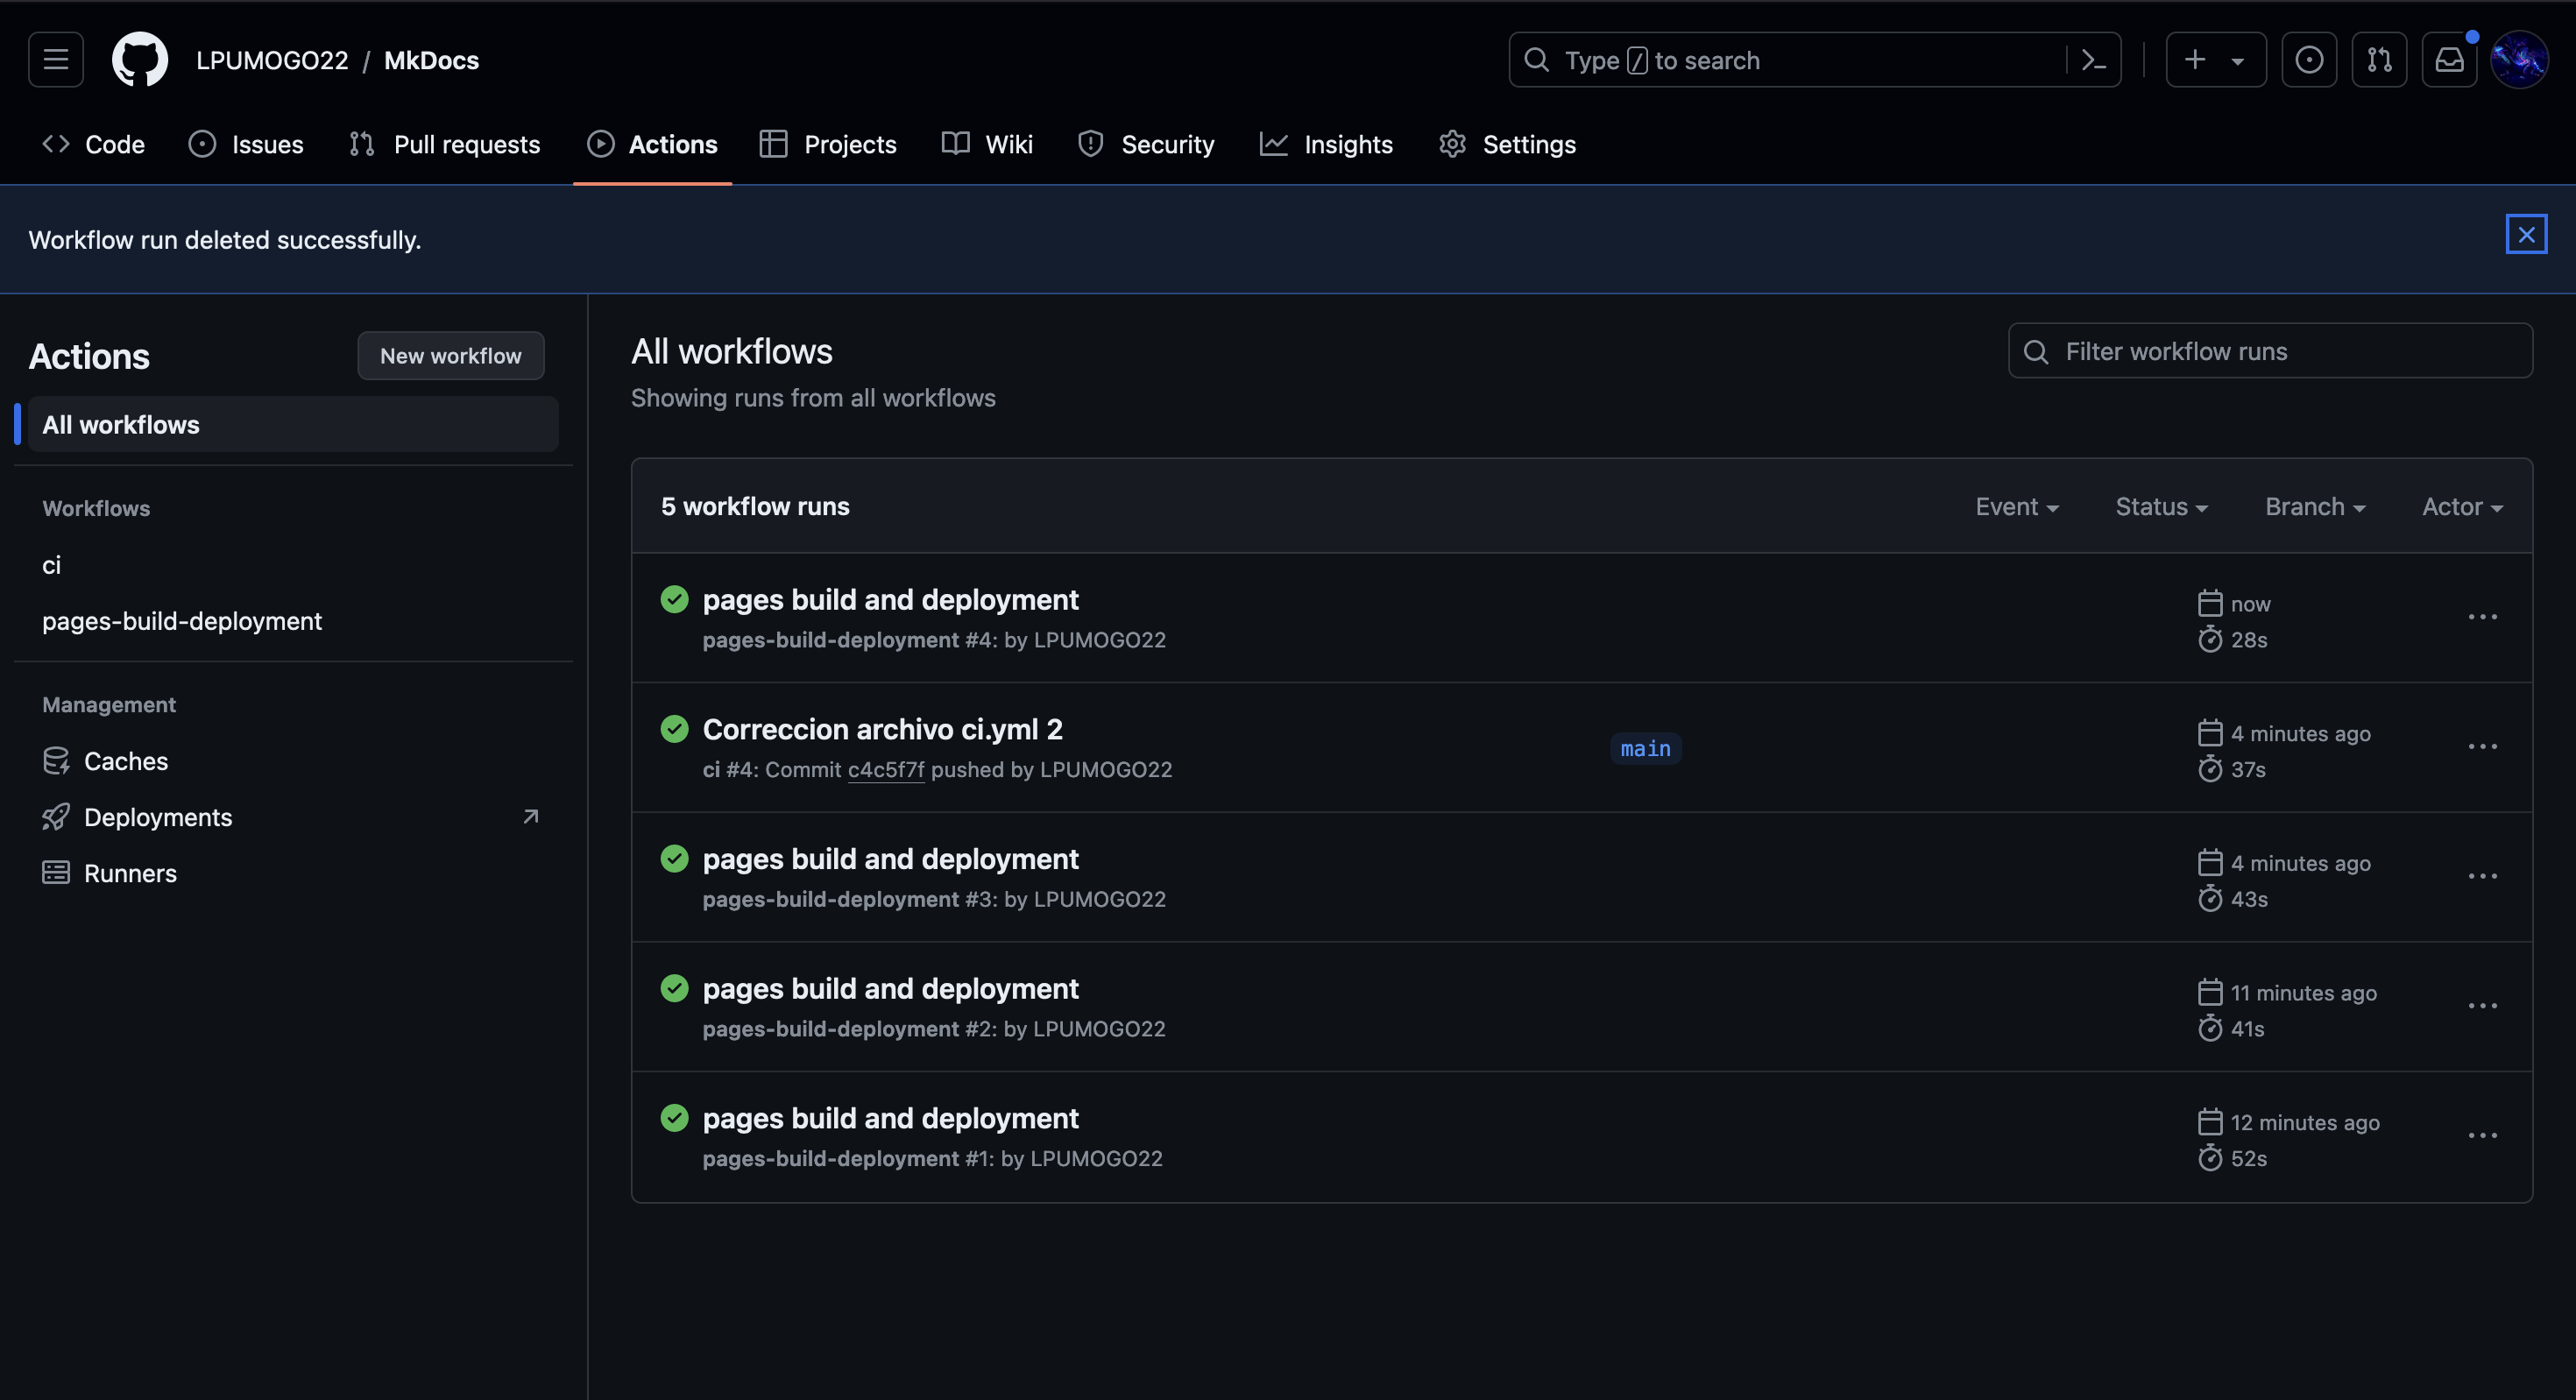 LPUMOGO22 / MkDocs
Type / to search
Code Issues Pull requests Actions Projects Wiki Security Insights Settings
Workflow run deleted successfully.
Actions
New workflow
All workflows
Workflows
ci
pages-build-deployment
Management
Caches
Deployments
Runners
All workflows
Showing runs from all workflows
Filter workflow runs
5 workflow runs
Event Status Branch Actor
pages build and deployment
pages-build-deployment #4: by LPUMOGO22
now
28s
Correccion archivo ci.yml 2
ci #4: Commit c4c5f7f pushed by LPUMOGO22
main
4 minutes ago
37s
pages build and deployment
pages-build-deployment #3: by LPUMOGO22
4 minutes ago
43s
pages build and deployment
pages-build-deployment #2: by LPUMOGO22
11 minutes ago
41s
pages build and deployment
pages-build-deployment #1: by LPUMOGO22
12 minutes ago
52s